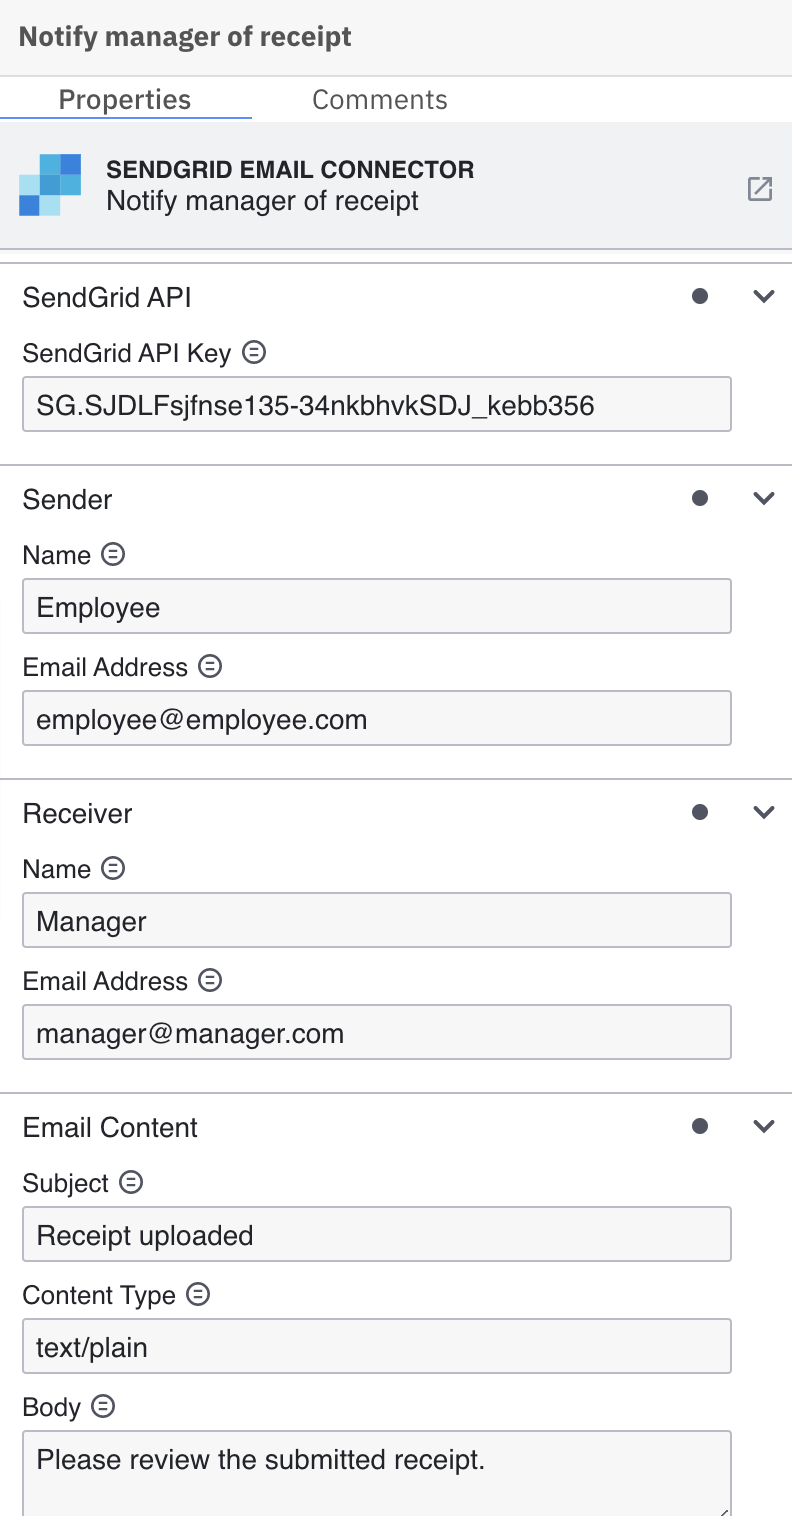 Notify manager of receipt
Properties
Comments
SENDGRID EMAIL CONNECTOR
Notify manager of receipt
SendGrid API
SendGrid API Key
SG.SJDLFsjfnse135-34nkbhvkSDJ_kebb356
Sender
Name
Employee
Email Address
employee@employee.com
Receiver
Name
Manager
Email Address
manager@manager.com
Email Content
Subject
Receipt uploaded
Content Type
text/plain
Body
Please review the submitted receipt.